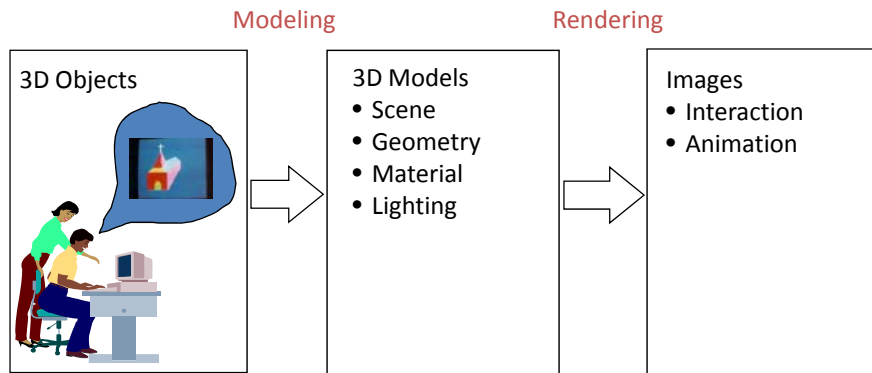 Modeling
Rendering
3D Objects
3D Models
• Scene
• Geometry
• Material
• Lighting
Images
• Interaction
• Animation